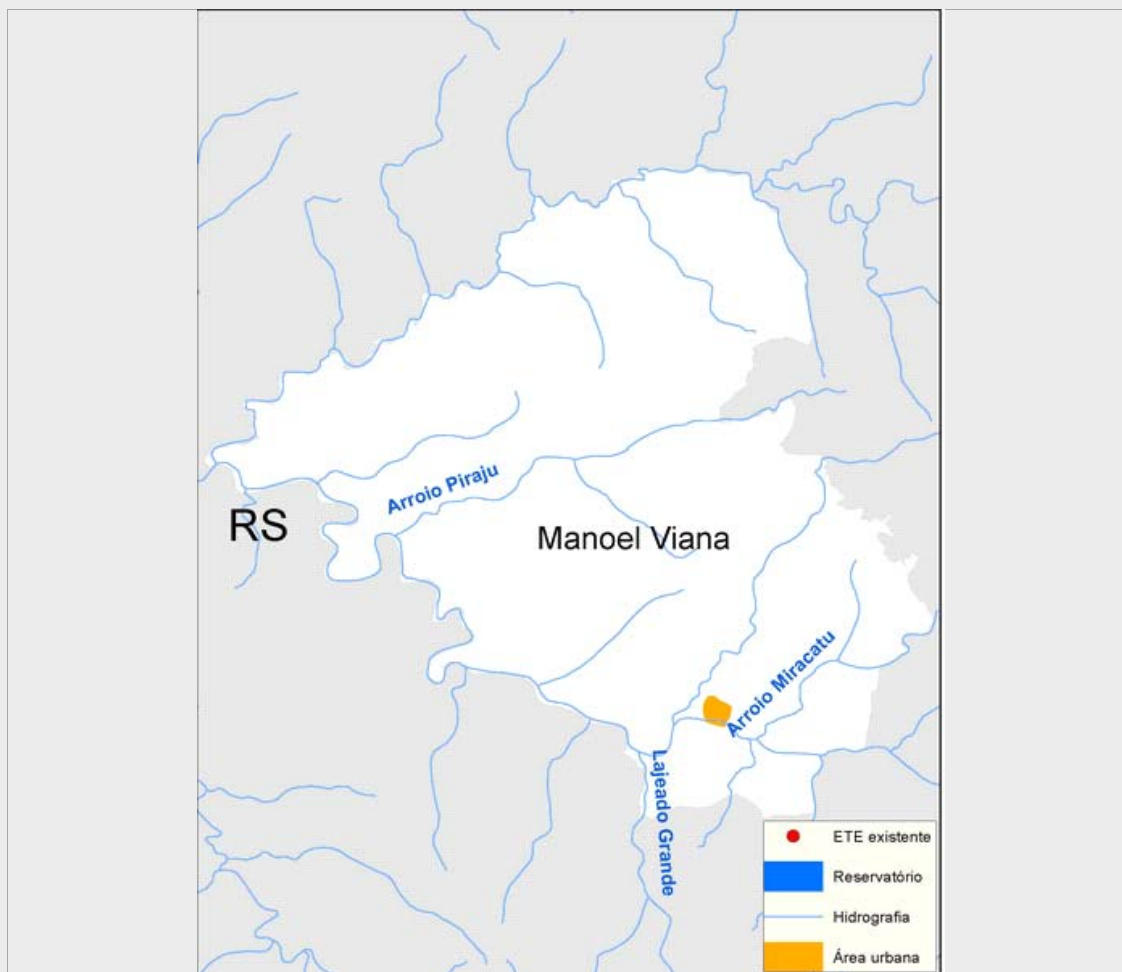 Arroio Piraju
RS
Manoel Viana
Arroio Miracatu
Lajeado Grande
ETE existente
Reservatório
Hidrografia
Área urbana